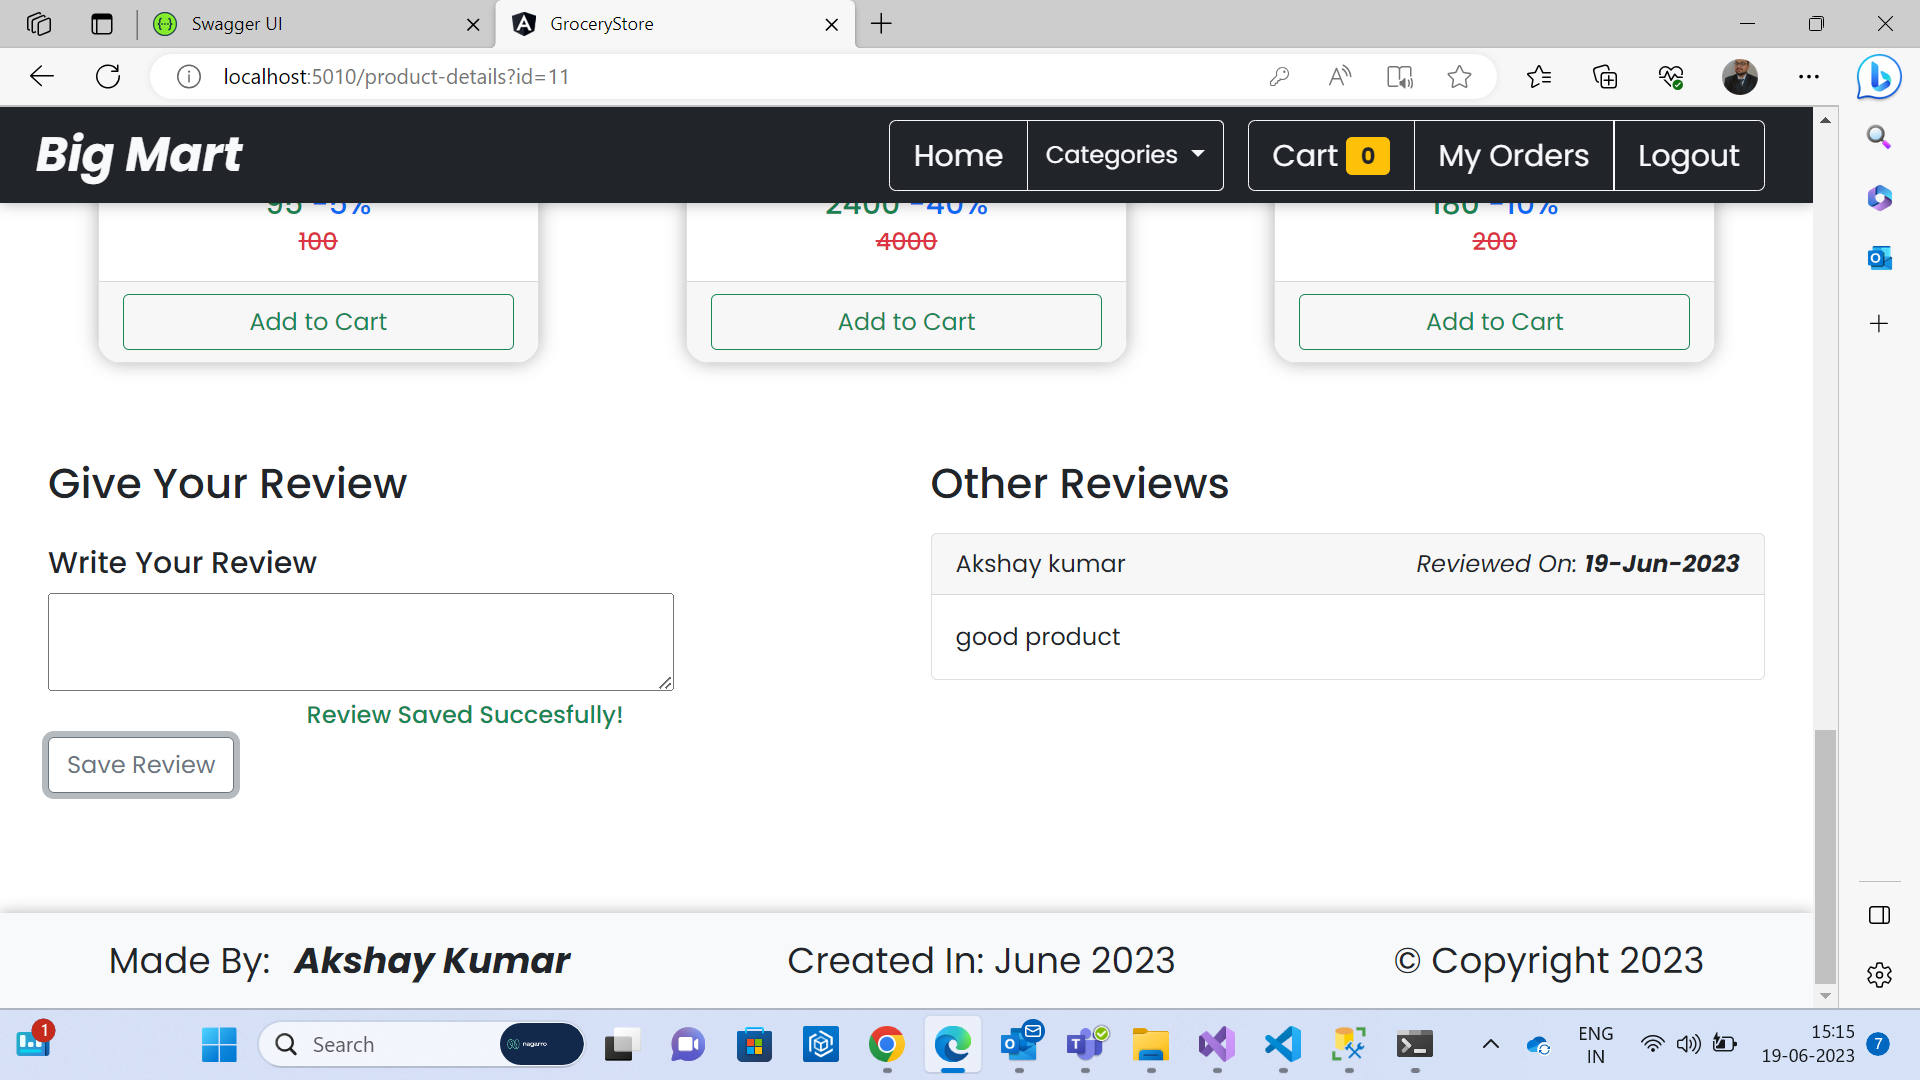 Swagger UI
GroceryStore
localhost:5010/product-details?id=11
Big Mart
Home
Categories
Cart 0
My Orders
Logout
95 -5%
2400 -40%
180 -10%
100
4000
200
Add to Cart
Add to Cart
Add to Cart
Give Your Review
Other Reviews
Write Your Review
Akshay kumar
Reviewed On: 19-Jun-2023
good product
Review Saved Succesfully!
Save Review
Made By: Akshay Kumar
Created In: June 2023
© Copyright 2023
1
Search
nagarro
ENG
IN
15:15
19-06-2023
7